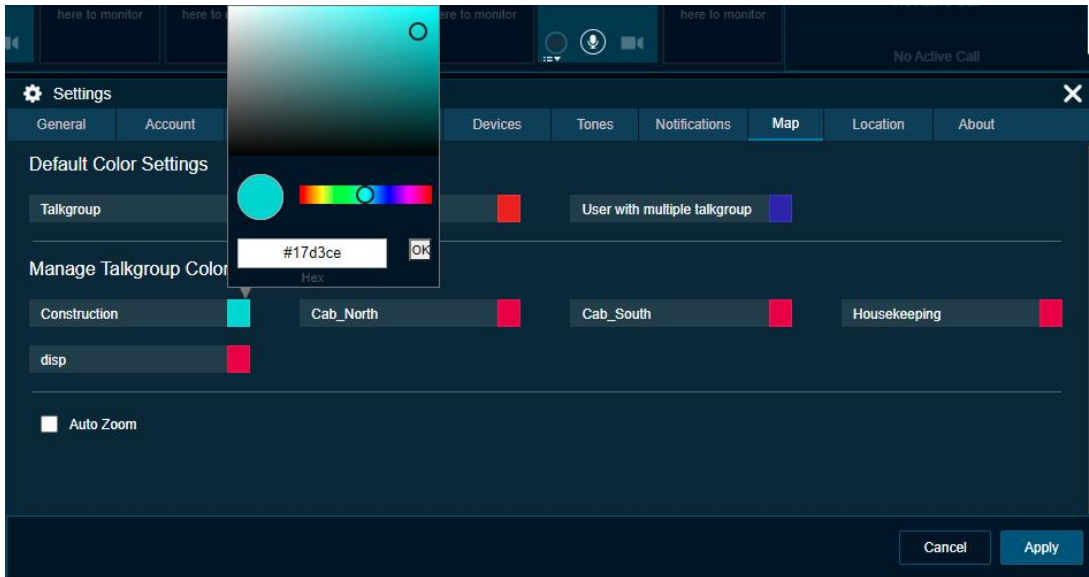 here to monitor
here to
ere to monitor
here to monitor
No Active Call
Settings
General Account Devices Tones Notifications Map Location About
Default Color Settings
Talkgroup User with multiple talkgroup
#17d3ce OK
Hex
Manage Talkgroup Color
Construction Cab_North Cab_South Housekeeping
disp
Auto Zoom
Cancel Apply